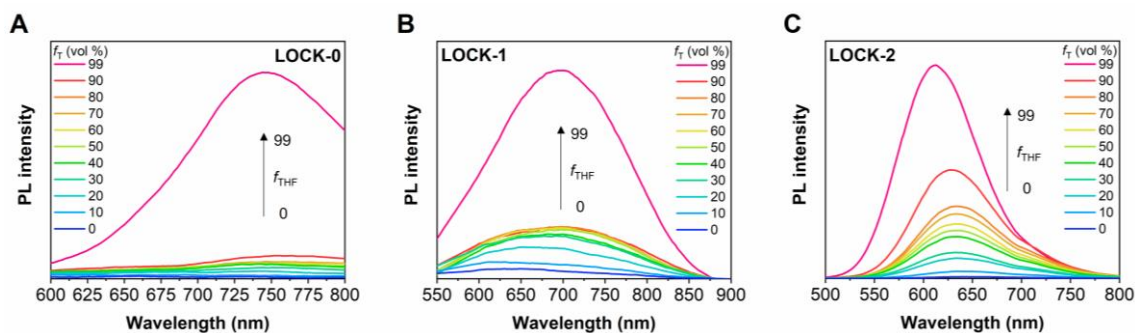 A
f_T (vol %)
LOCK-0
99
90
80
70
60
50
40
30
20
10
0
99
f_THF
0
PL intensity
600 625 650 675 700 725 750 775 800
Wavelength (nm)
B
LOCK-1
f_T (vol %)
99
90
80
70
60
50
40
30
20
10
0
99
f_THF
0
PL intensity
550 600 650 700 750 800 850 900
Wavelength (nm)
C
LOCK-2
f_T (vol %)
99
90
80
70
60
50
40
30
20
10
0
99
f_THF
0
PL intensity
500 550 600 650 700 750 800
Wavelength (nm)